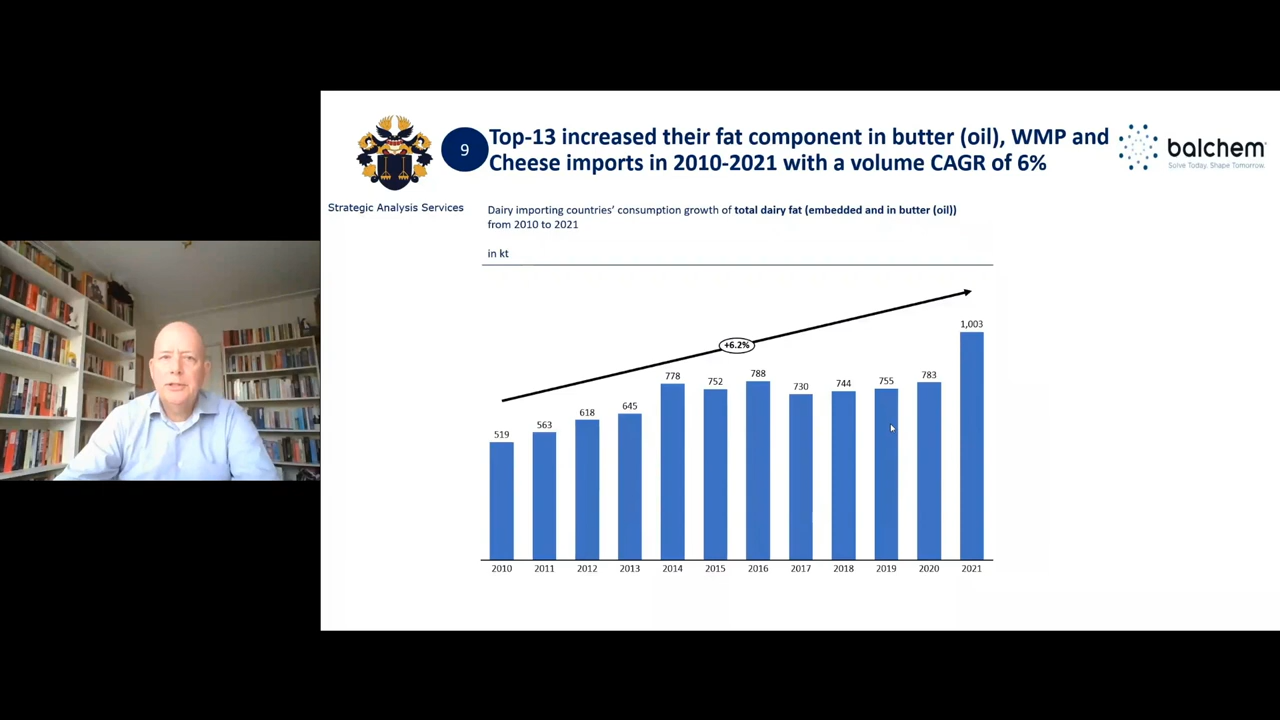 9
Top-13 increased their fat component in butter (oil), WMP and
Cheese imports in 2010-2021 with a volume CAGR of 6%
balchem
Solve Today. Shape Tomorrow.
Strategic Analysis Services
Dairy importing countries' consumption growth of total dairy fat (embedded and in butter (oil))
from 2010 to 2021
in kt
+6.2%
519 563 618 645 778 752 788 730 744 755 783 1,003
2010 2011 2012 2013 2014 2015 2016 2017 2018 2019 2020 2021